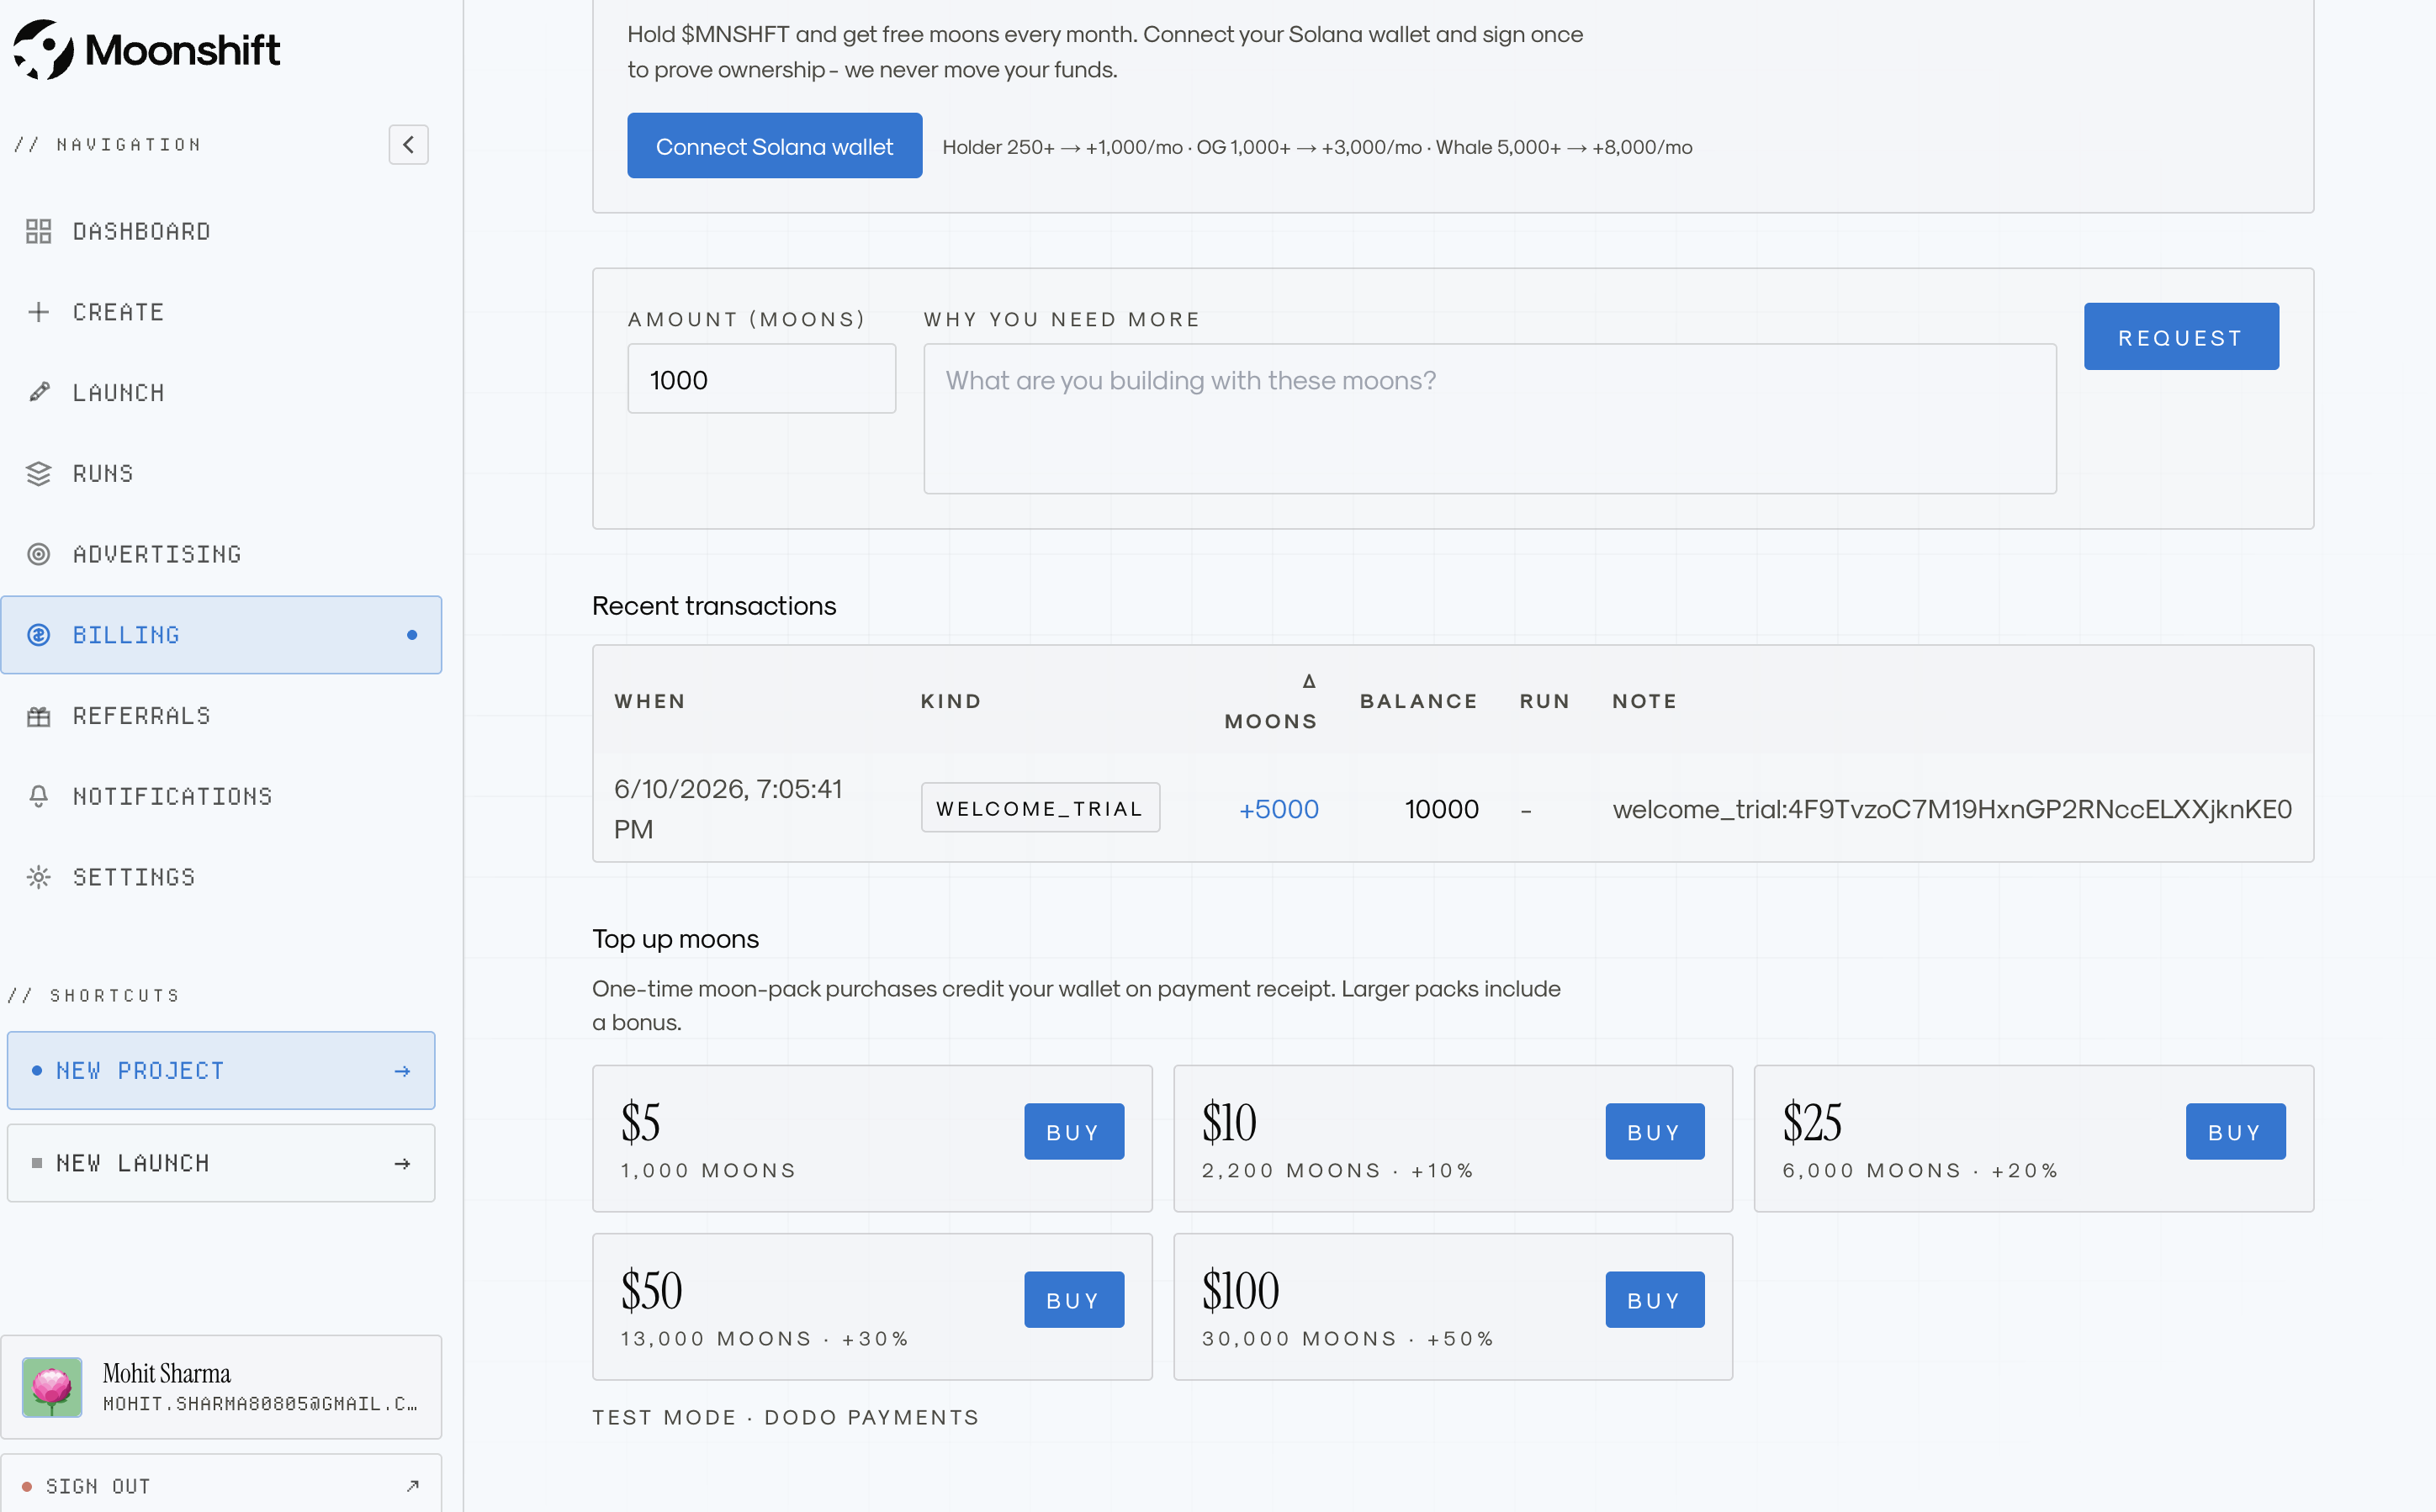 Moonshift
// NAVIGATION
DASHBOARD
CREATE
LAUNCH
RUNS
ADVERTISING
BILLING
REFERRALS
NOTIFICATIONS
SETTINGS
// SHORTCUTS
NEW PROJECT →
NEW LAUNCH →
Mohit Sharma
MOHIT.SHARMA80805@GMAIL.C…
SIGN OUT ↗
Hold $MNSHFT and get free moons every month. Connect your Solana wallet and sign once
to prove ownership - we never move your funds.
Connect Solana wallet
Holder 250+ → +1,000/mo · OG 1,000+ → +3,000/mo · Whale 5,000+ → +8,000/mo
AMOUNT (MOONS)
1000
WHY YOU NEED MORE
What are you building with these moons?
REQUEST
Recent transactions
WHEN KIND Δ MOONS BALANCE RUN NOTE
6/10/2026, 7:05:41
PM
WELCOME_TRIAL +5000 10000 - welcome_trial:4F9TvzoC7M19HxnGP2RNccELXXjknKE0
Top up moons
One-time moon-pack purchases credit your wallet on payment receipt. Larger packs include
a bonus.
$5
1,000 MOONS
BUY
$10
2,200 MOONS · +10%
BUY
$25
6,000 MOONS · +20%
BUY
$50
13,000 MOONS · +30%
BUY
$100
30,000 MOONS · +50%
BUY
TEST MODE · DODO PAYMENTS